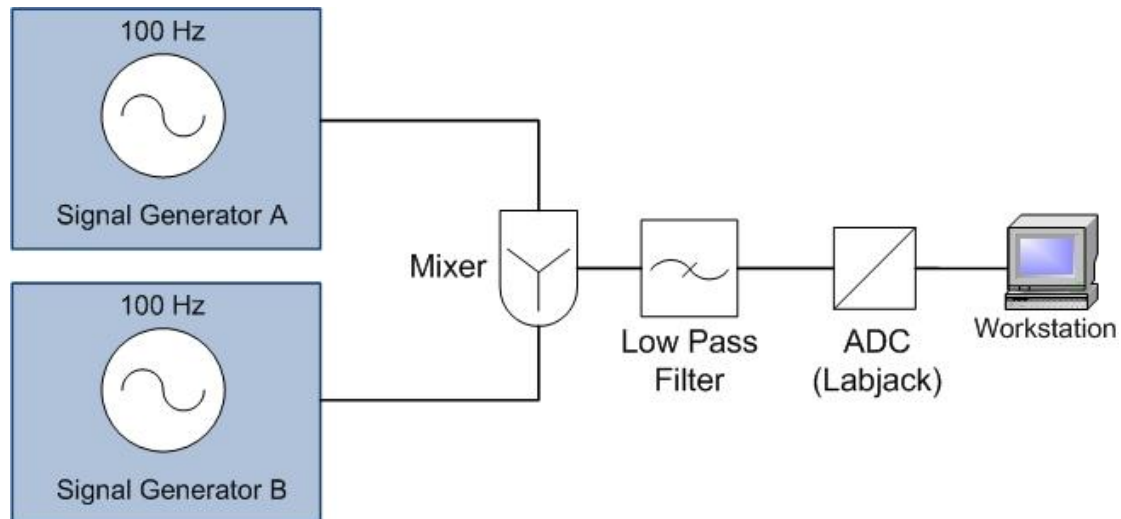 100 Hz
Signal Generator A
100 Hz
Signal Generator B
Mixer
Low Pass
Filter
ADC
(Labjack)
Workstation